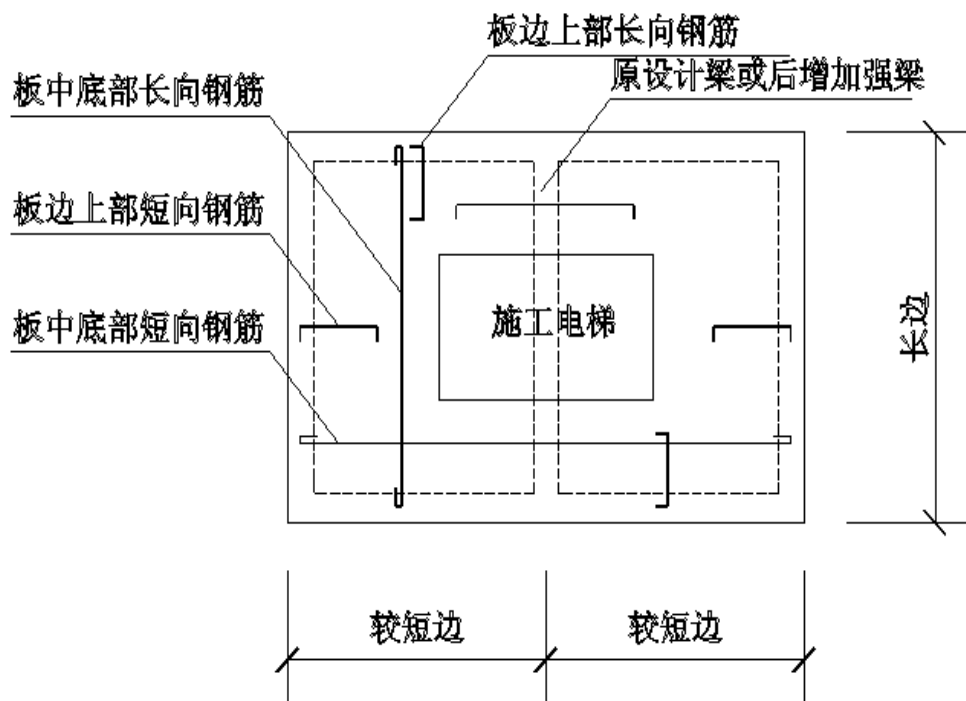 板边上部长向钢筋
原设计梁或后增加强梁
板中底部长向钢筋
板边上部短向钢筋
板中底部短向钢筋
施工电梯
长边
较短边
较短边